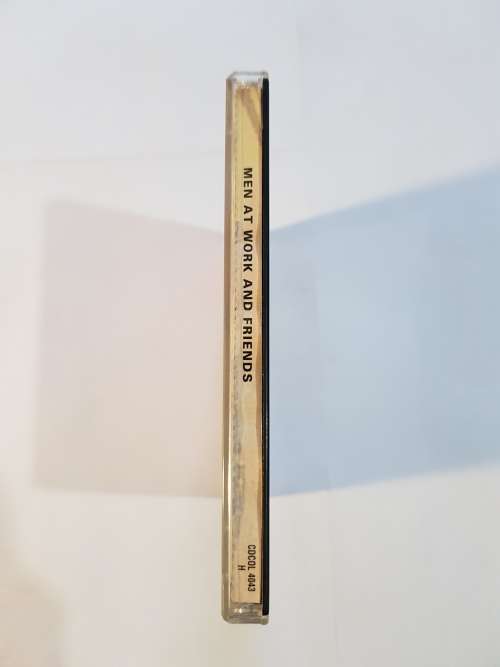 MEN AT WORK AND FRIENDS
CDCOL 4043
H